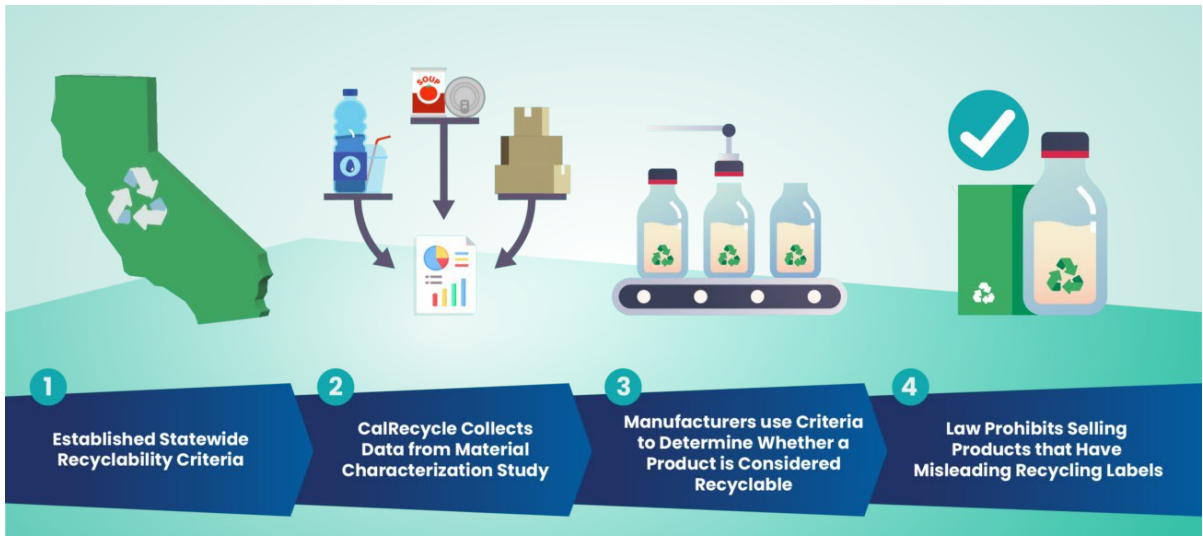 SOUP
1
Established Statewide
Recyclability Criteria
2
CalRecycle Collects
Data from Material
Characterization Study
3
Manufacturers use Criteria
to Determine Whether a
Product is Considered
Recyclable
4
Law Prohibits Selling
Products that Have
Misleading Recycling Labels